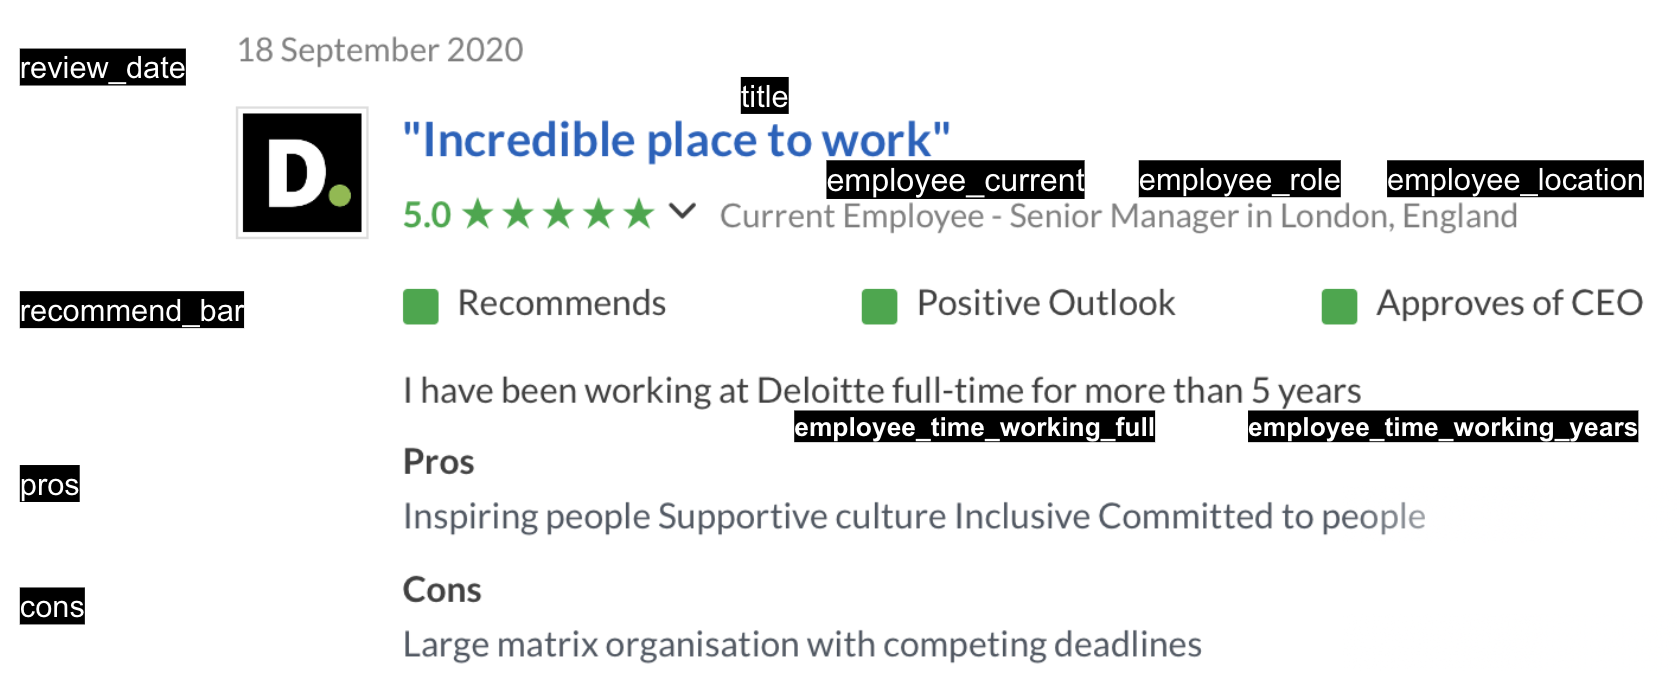 18 September 2020
review_date
title
"Incredible place to work"
D.
employee_current employee_role employee_location
5.0 ★★★★★ Current Employee - Senior Manager in London, England
recommend_bar Recommends Positive Outlook Approves of CEO
I have been working at Deloitte full-time for more than 5 years
employee_time_working_full employee_time_working_years
Pros
pros
Inspiring people Supportive culture Inclusive Committed to people
Cons
cons
Large matrix organisation with competing deadlines